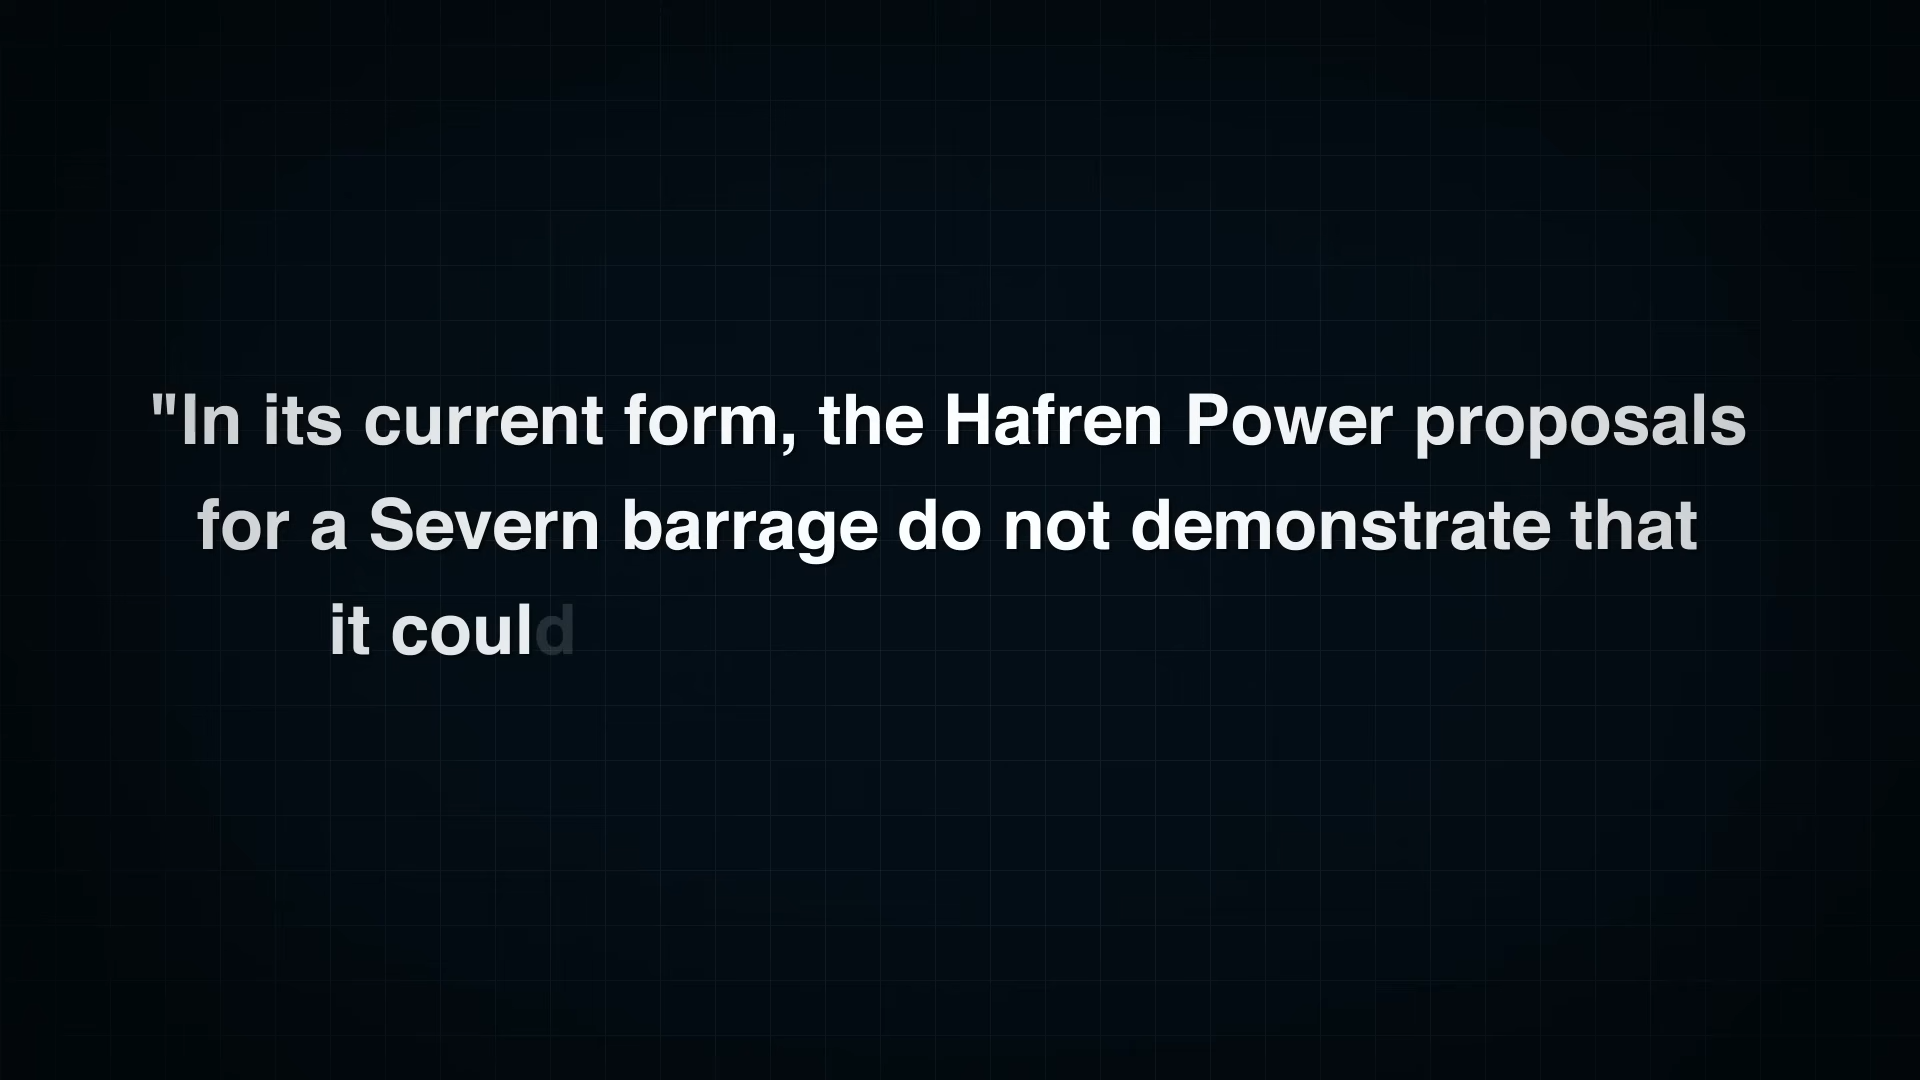 "In its current form, the Hafren Power proposals
for a Severn barrage do not demonstrate that
it could